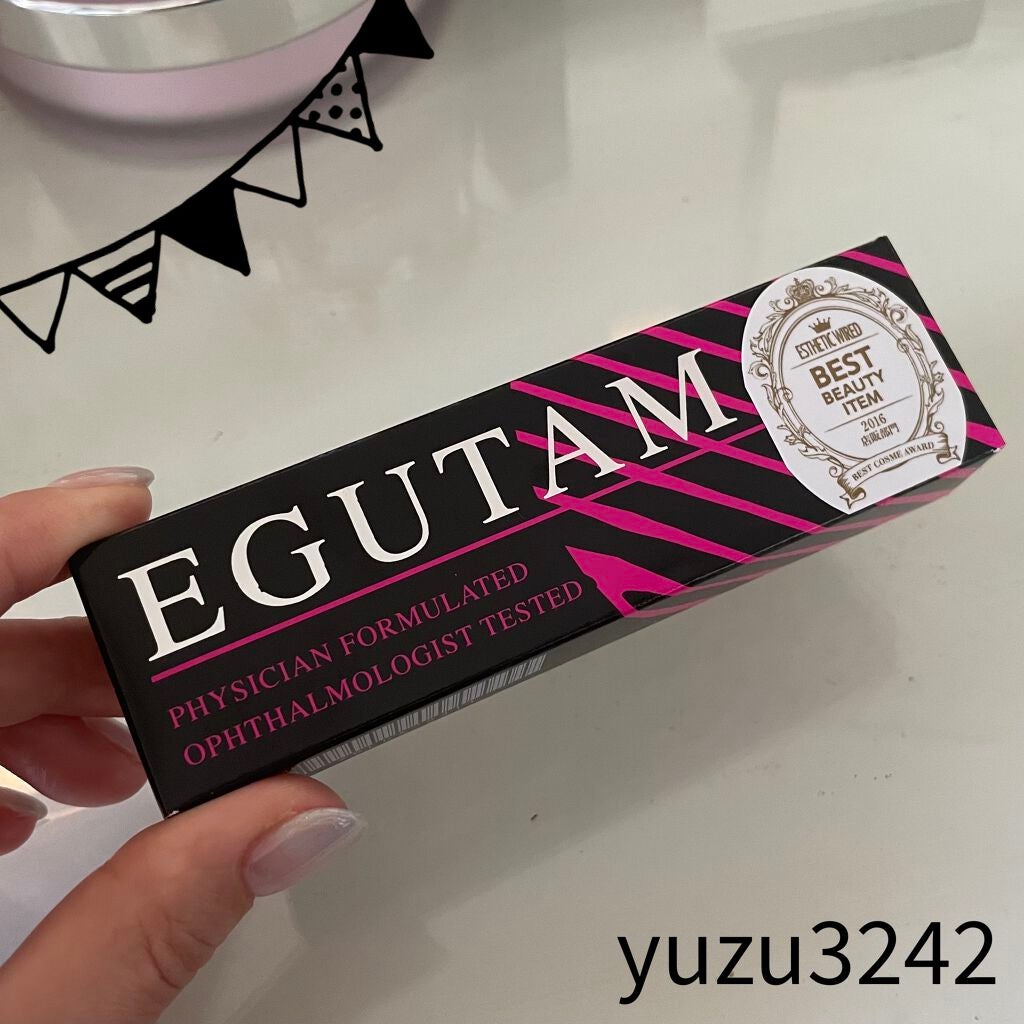 EGUTAM
PHYSICIAN FORMULATED
OPHTHALMOLOGIST TESTED
ESTHETIC WIRED
BEST
BEAUTY
ITEM
2016
店販部門
BEST COSME AWARD
yuzu3242